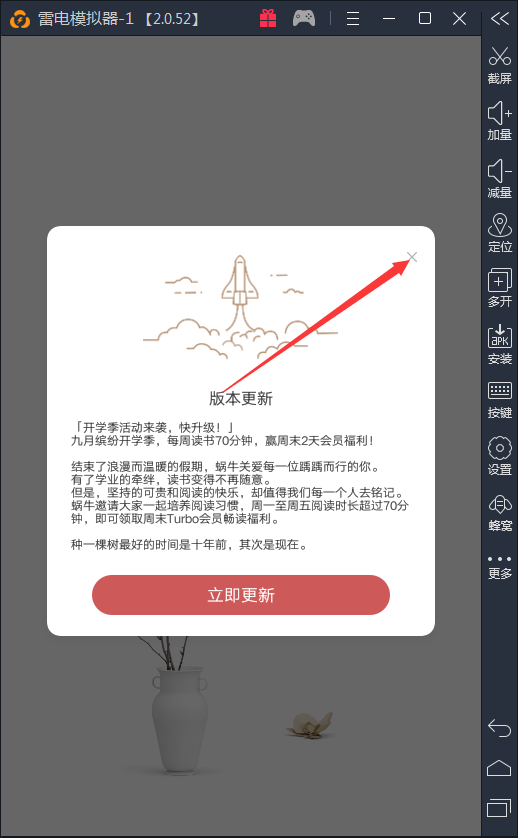 雷电模拟器-1 【2.0.52】
截屏
加量
减量
定位
多开
APK
安装
按键
设置
蜂窝
更多
版本更新
「开学季活动来袭，快升级！」
九月缤纷开学季，每周读书70分钟，赢周末2天会员福利！
结束了浪漫而温暖的假期，蜗牛关爱每一位踽踽而行的你。
有了学业的牵绊，读书变得不再随意。
但是，坚持的可贵和阅读的快乐，却值得我们每一个人去铭记。
蜗牛邀请大家一起培养阅读习惯，周一至周五阅读时长超过70分
钟，即可领取周末Turbo会员畅读福利。
种一棵树最好的时间是十年前，其次是现在。
立即更新